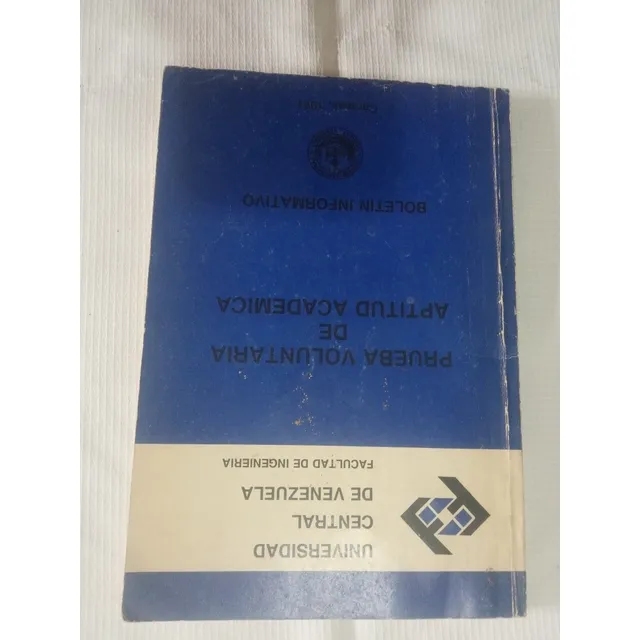 UNIVERSIDAD
CENTRAL
DE VENEZUELA
FACULTAD DE INGENIERIA
PRUEBA VOLUNTARIA
DE
APTITUD ACADEMICA
BOLETIN INFORMATIVO